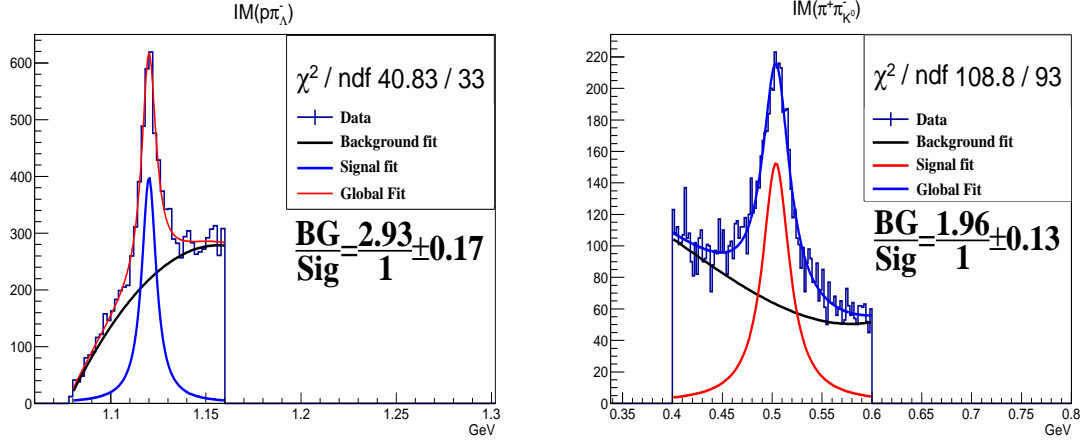 IM(pπ⁻Λ)
600
500
400
300
200
100
0
1.1
1.15
1.2
1.25
1.3
GeV
χ² / ndf 40.83 / 33
Data
Background fit
Signal fit
Global Fit
BG/Sig=2.93/1±0.17
IM(π⁺π⁻K⁰)
220
200
180
160
140
120
100
80
60
40
20
0
0.35
0.4
0.45
0.5
0.55
0.6
0.65
0.7
0.75
0.8
GeV
χ² / ndf 108.8 / 93
Data
Background fit
Signal fit
Global Fit
BG/Sig=1.96/1±0.13